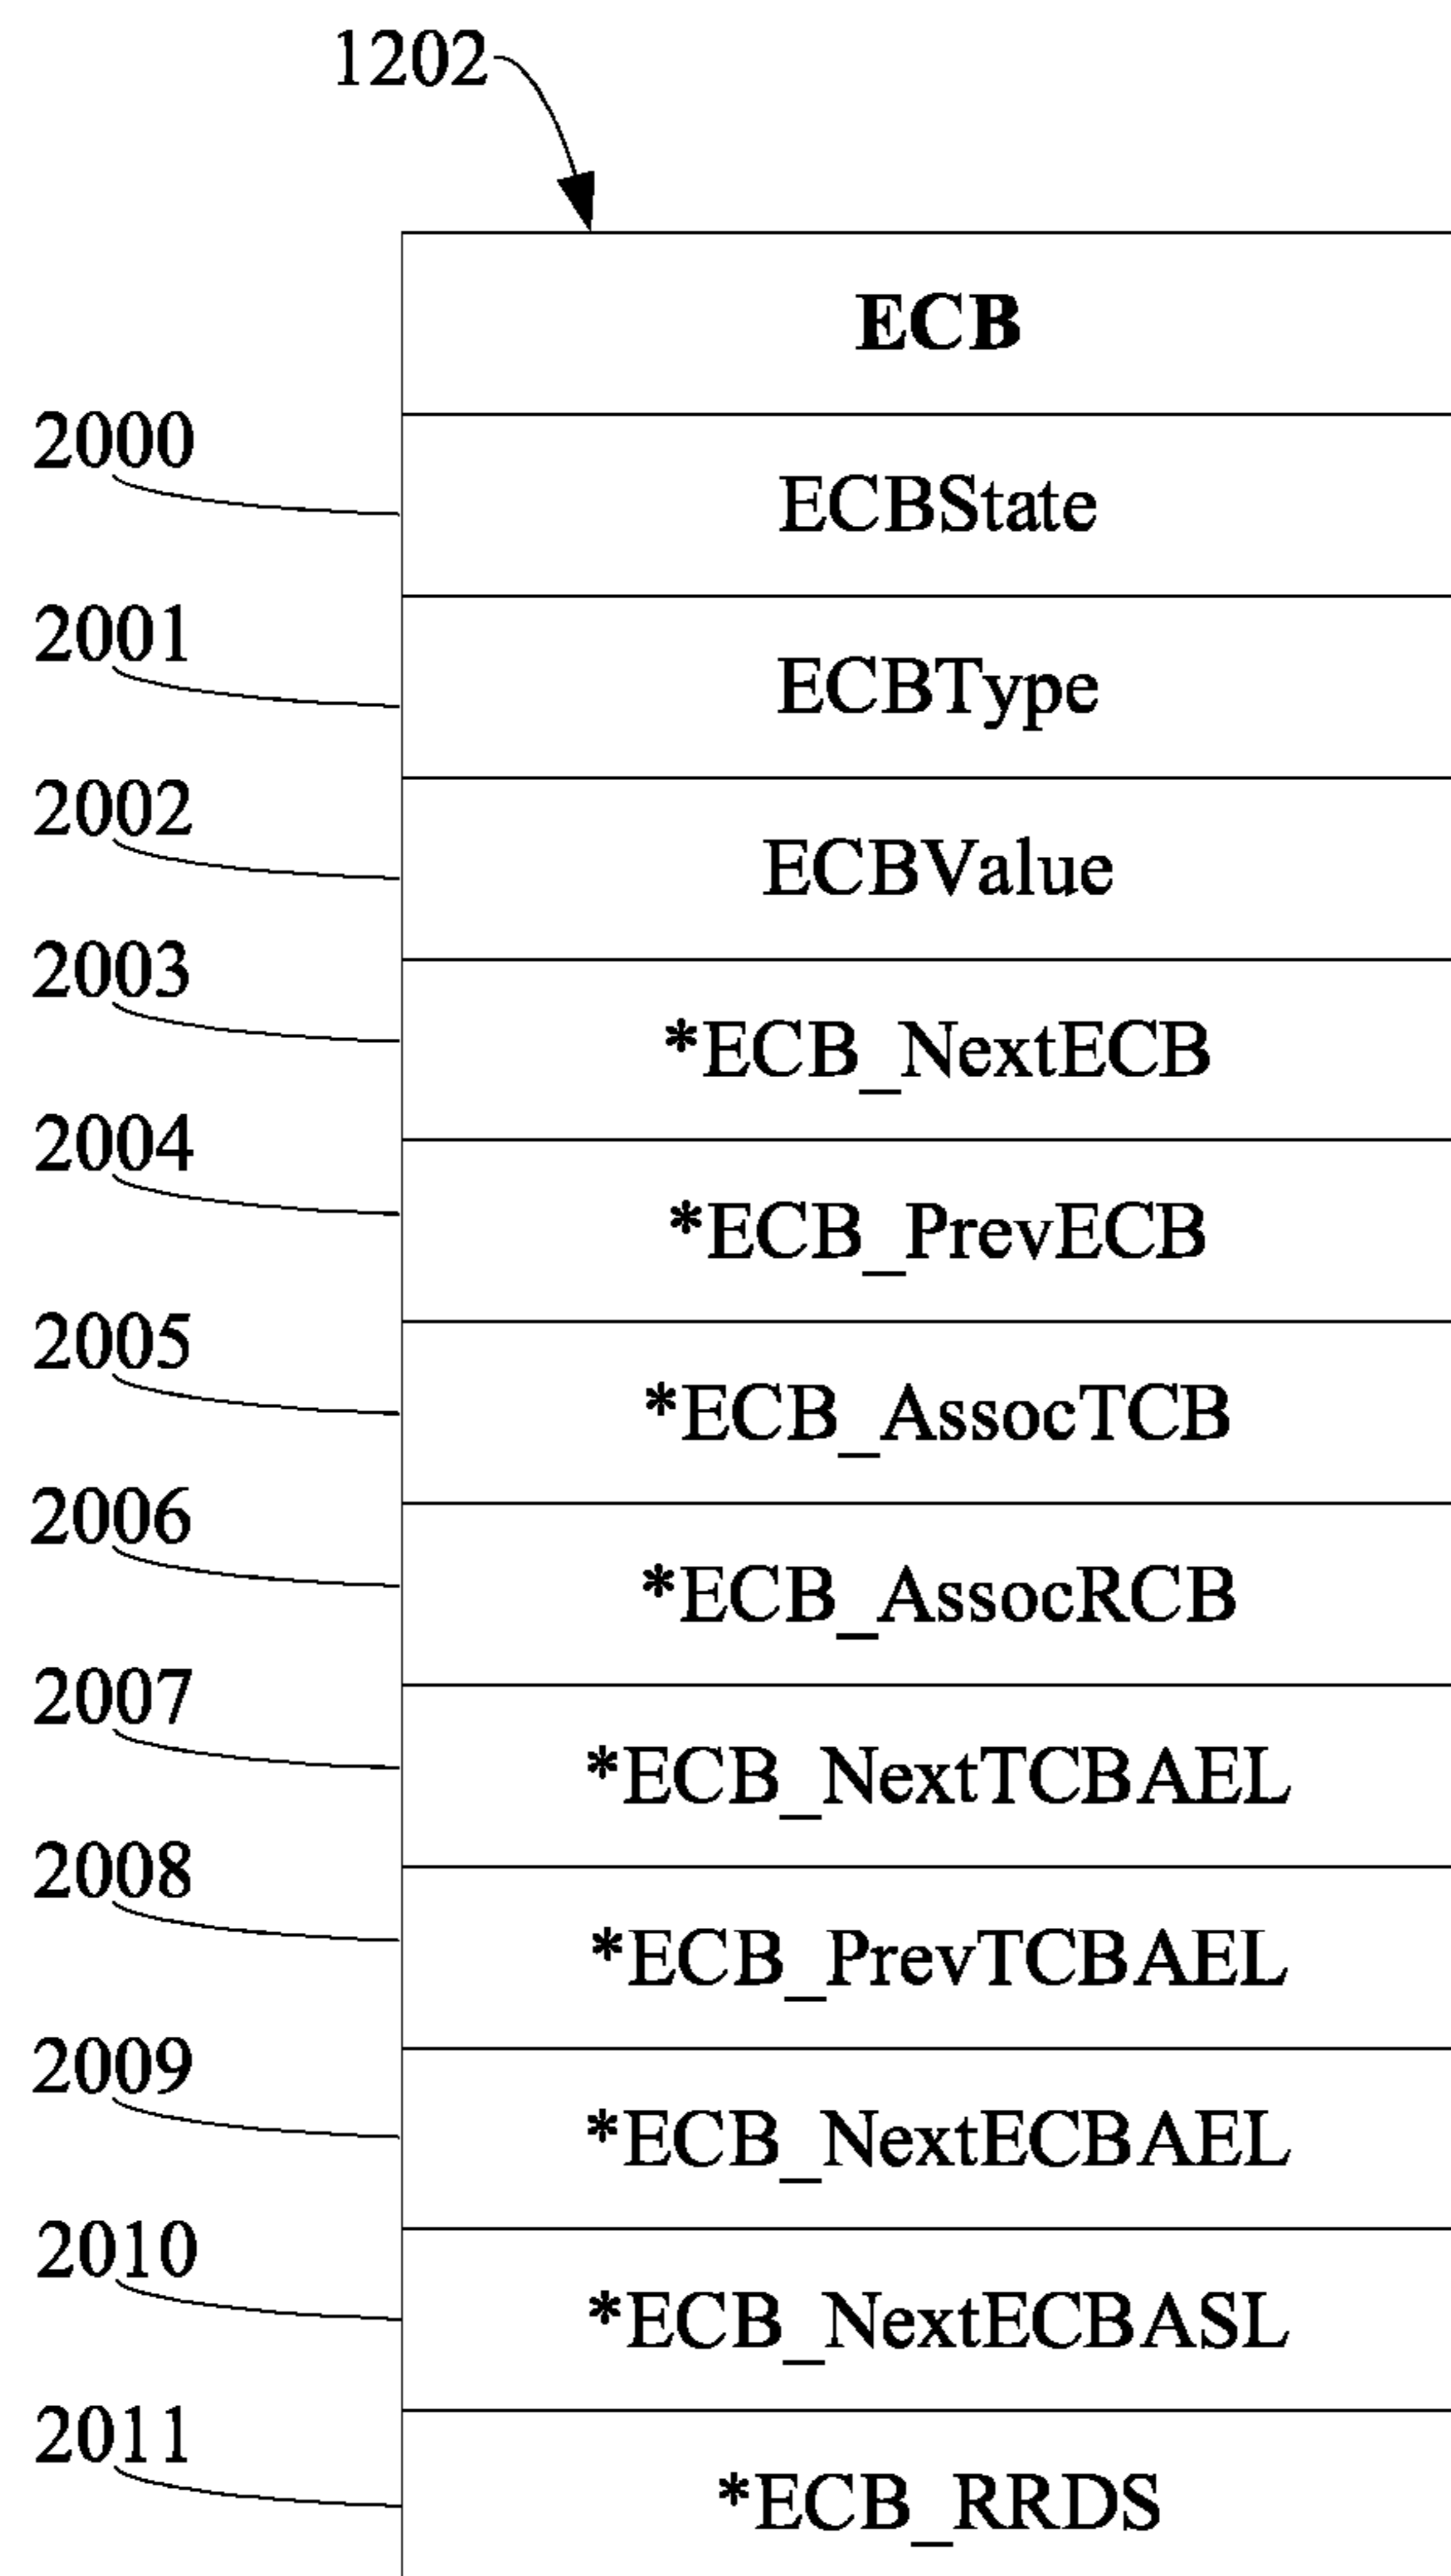 1202
ECB
2000 ECBState
2001 ECBType
2002 ECBValue
2003 *ECB_NextECB
2004 *ECB_PrevECB
2005 *ECB_AssocTCB
2006 *ECB_AssocRCB
2007 *ECB_NextTCBAEL
2008 *ECB_PrevTCBAEL
2009 *ECB_NextECBAEL
2010 *ECB_NextECBASL
2011 *ECB_RRDS